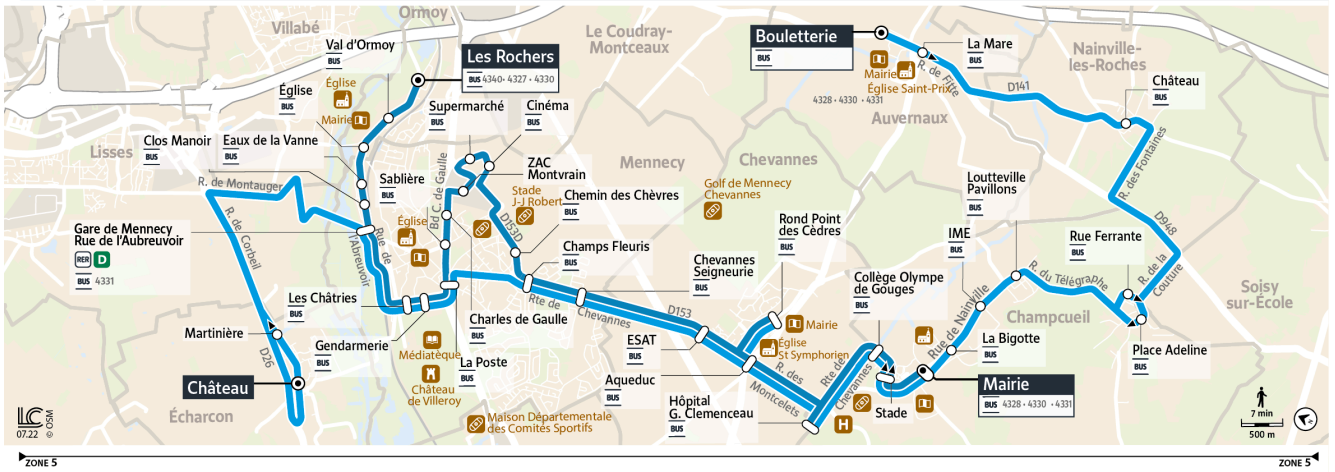 Villabé
Ormoy
Val d'Ormoy
BUS
Les Rochers
BUS 4340 • 4327 • 4330
Le Coudray-
Montceaux
Bouletterie
BUS
La Mare
BUS
Mairie
Église Saint-Prix
R. de Fitte
4328 • 4330 • 4331
Auvernaux
D141
Nainville-
les-Roches
Château
BUS
Église
BUS
Église
Mairie
Supermarché
BUS
Cinéma
BUS
Lisses
Clos Manoir
BUS
Eaux de la Vanne
BUS
Sablière
BUS
Bd C. de Gaulle
ZAC
Montvrain
Mennecy
Chevannes
R. des Fontaines
R. de Montauger
Stade
J-J Robert
Chemin des Chèvres
BUS
Golf de Mennecy
Chevannes
Loutteville
Pavillons
BUS
D948
Gare de Mennecy
Rue de l'Aubreuvoir
RER D
BUS 4331
R. de Corbeil
Rue de
l'Abreuvoir
Église
D153D
Champs Fleuris
BUS
Rond Point
des Cèdres
BUS
IME
BUS
Rue Ferrante
BUS
Chevannes
Seigneurie
BUS
Collège Olympe
de Gouges
BUS
R. du Télégraphe
R. de la
Couture
Soisy
sur-École
Les Châtries
BUS
Rte de
Chevannes
D153
Martinière
Gendarmerie
BUS
Charles de Gaulle
BUS
ESAT
BUS
Mairie
Église
St Symphorien
Rue de Nainville
Champcueil
D26
Médiathèque
La Poste
BUS
La Bigotte
BUS
Place Adeline
BUS
Château
Château
de Villeroy
Aqueduc
BUS
R. des
Montcelets
Rte de
Chevannes
Mairie
BUS 4328 • 4330 • 4331
Écharcon
Maison Départementale
des Comités Sportifs
Hôpital
G. Clemenceau
BUS
H
Stade
LC
07.22
© OSM
7 min
500 m
ZONE 5
ZONE 5